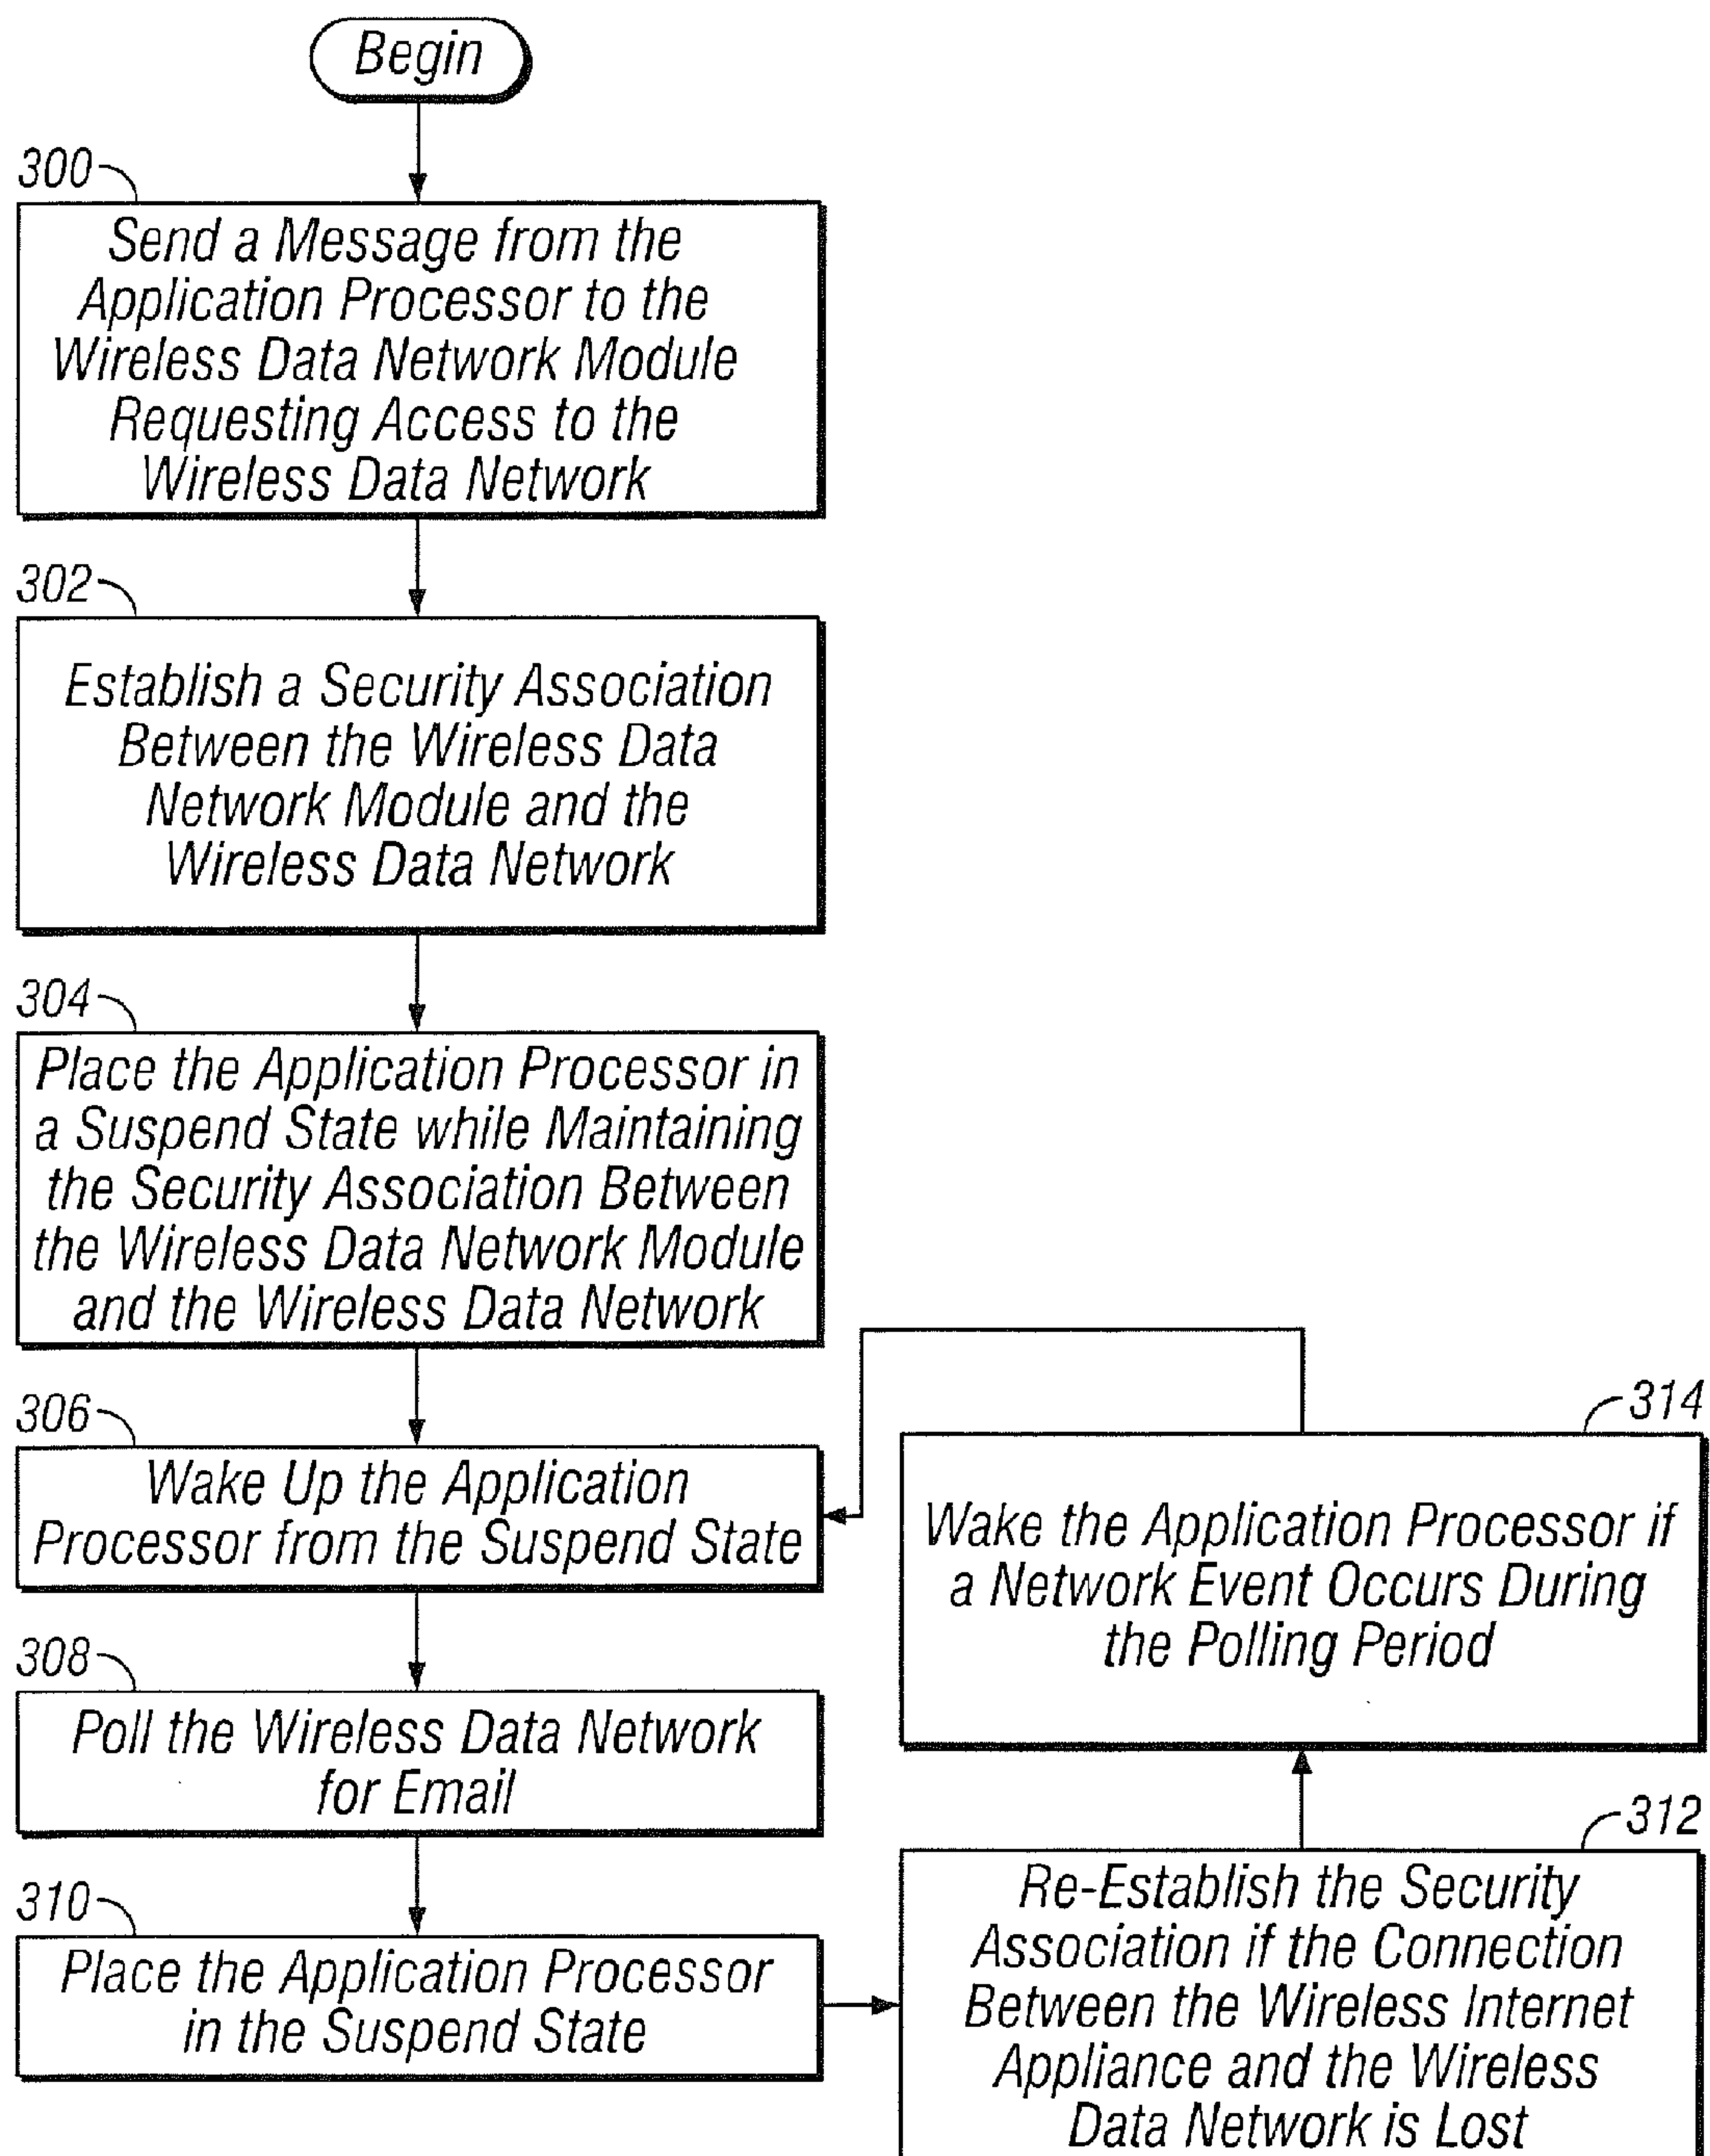 Begin
300
Send a Message from the
Application Processor to the
Wireless Data Network Module
Requesting Access to the
Wireless Data Network
302
Establish a Security Association
Between the Wireless Data
Network Module and the
Wireless Data Network
304
Place the Application Processor in
a Suspend State while Maintaining
the Security Association Between
the Wireless Data Network Module
and the Wireless Data Network
306
Wake Up the Application
Processor from the Suspend State
308
Poll the Wireless Data Network
for Email
310
Place the Application Processor
in the Suspend State
312
Re-Establish the Security
Association if the Connection
Between the Wireless Internet
Appliance and the Wireless
Data Network is Lost
314
Wake the Application Processor if
a Network Event Occurs During
the Polling Period